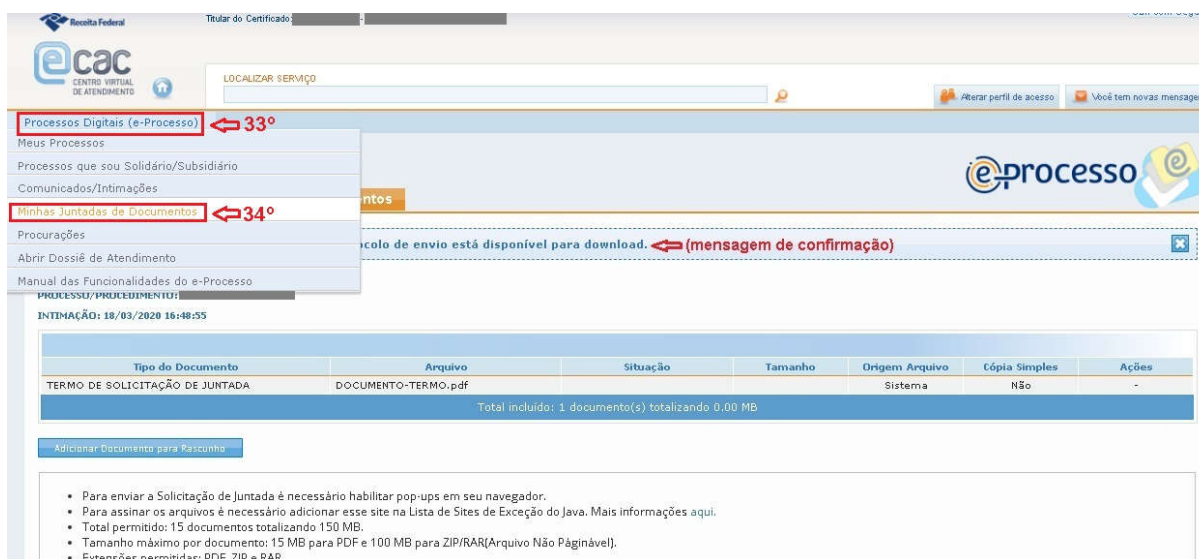 Receita Federal
Titular do Certificado: -
ecac
CENTRO VIRTUAL
DE ATENDIMENTO
LOCALIZAR SERVIÇO
Alterar perfil de acesso
Você tem novas mensage
Processos Digitais (e-Processo) 33º
Meus Processos
Processos que sou Solidário/Subsidiário
Comunicados/Intimações
e-processo
ntos
Minhas Juntadas de Documentos 34º
Procurações
colo de envio está disponível para download. (mensagem de confirmação)
Abrir Dossiê de Atendimento
Manual das Funcionalidades do e-Processo
PROCESSO/PROCEDIMENTO:
INTIMAÇÃO: 18/03/2020 16:48:55
Tipo do Documento Arquivo Situação Tamanho Origem Arquivo Cópia Simples Ações
TERMO DE SOLICITAÇÃO DE JUNTADA DOCUMENTO-TERMO.pdf Sistema Não -
Total incluído: 1 documento(s) totalizando 0.00 MB
Adicionar Documento para Rascunho
• Para enviar a Solicitação de Juntada é necessário habilitar pop-ups em seu navegador.
• Para assinar os arquivos é necessário adicionar esse site na Lista de Sites de Exceção do Java. Mais informações aqui.
• Total permitido: 15 documentos totalizando 150 MB.
• Tamanho máximo por documento: 15 MB para PDF e 100 MB para ZIP/RAR(Arquivo Não Páginável).
• Extensões permitidas: PDF, ZIP e RAR